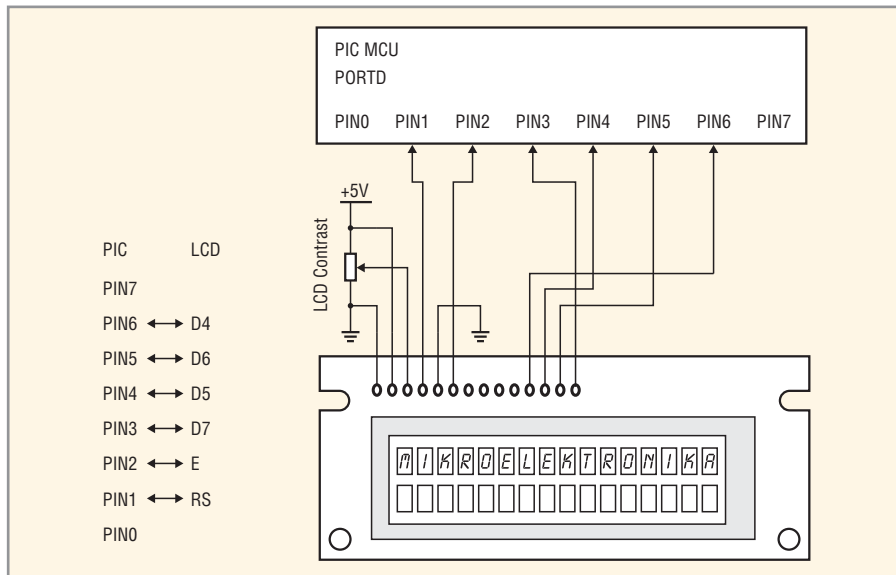 PIC MCU
PORTD
PIN0 PIN1 PIN2 PIN3 PIN4 PIN5 PIN6 PIN7
+5V
LCD Contrast
PIC LCD
PIN7
PIN6 D4
PIN5 D6
PIN4 D5
PIN3 D7
PIN2 E
PIN1 RS
PIN0
MIKROELEKTRONIKA